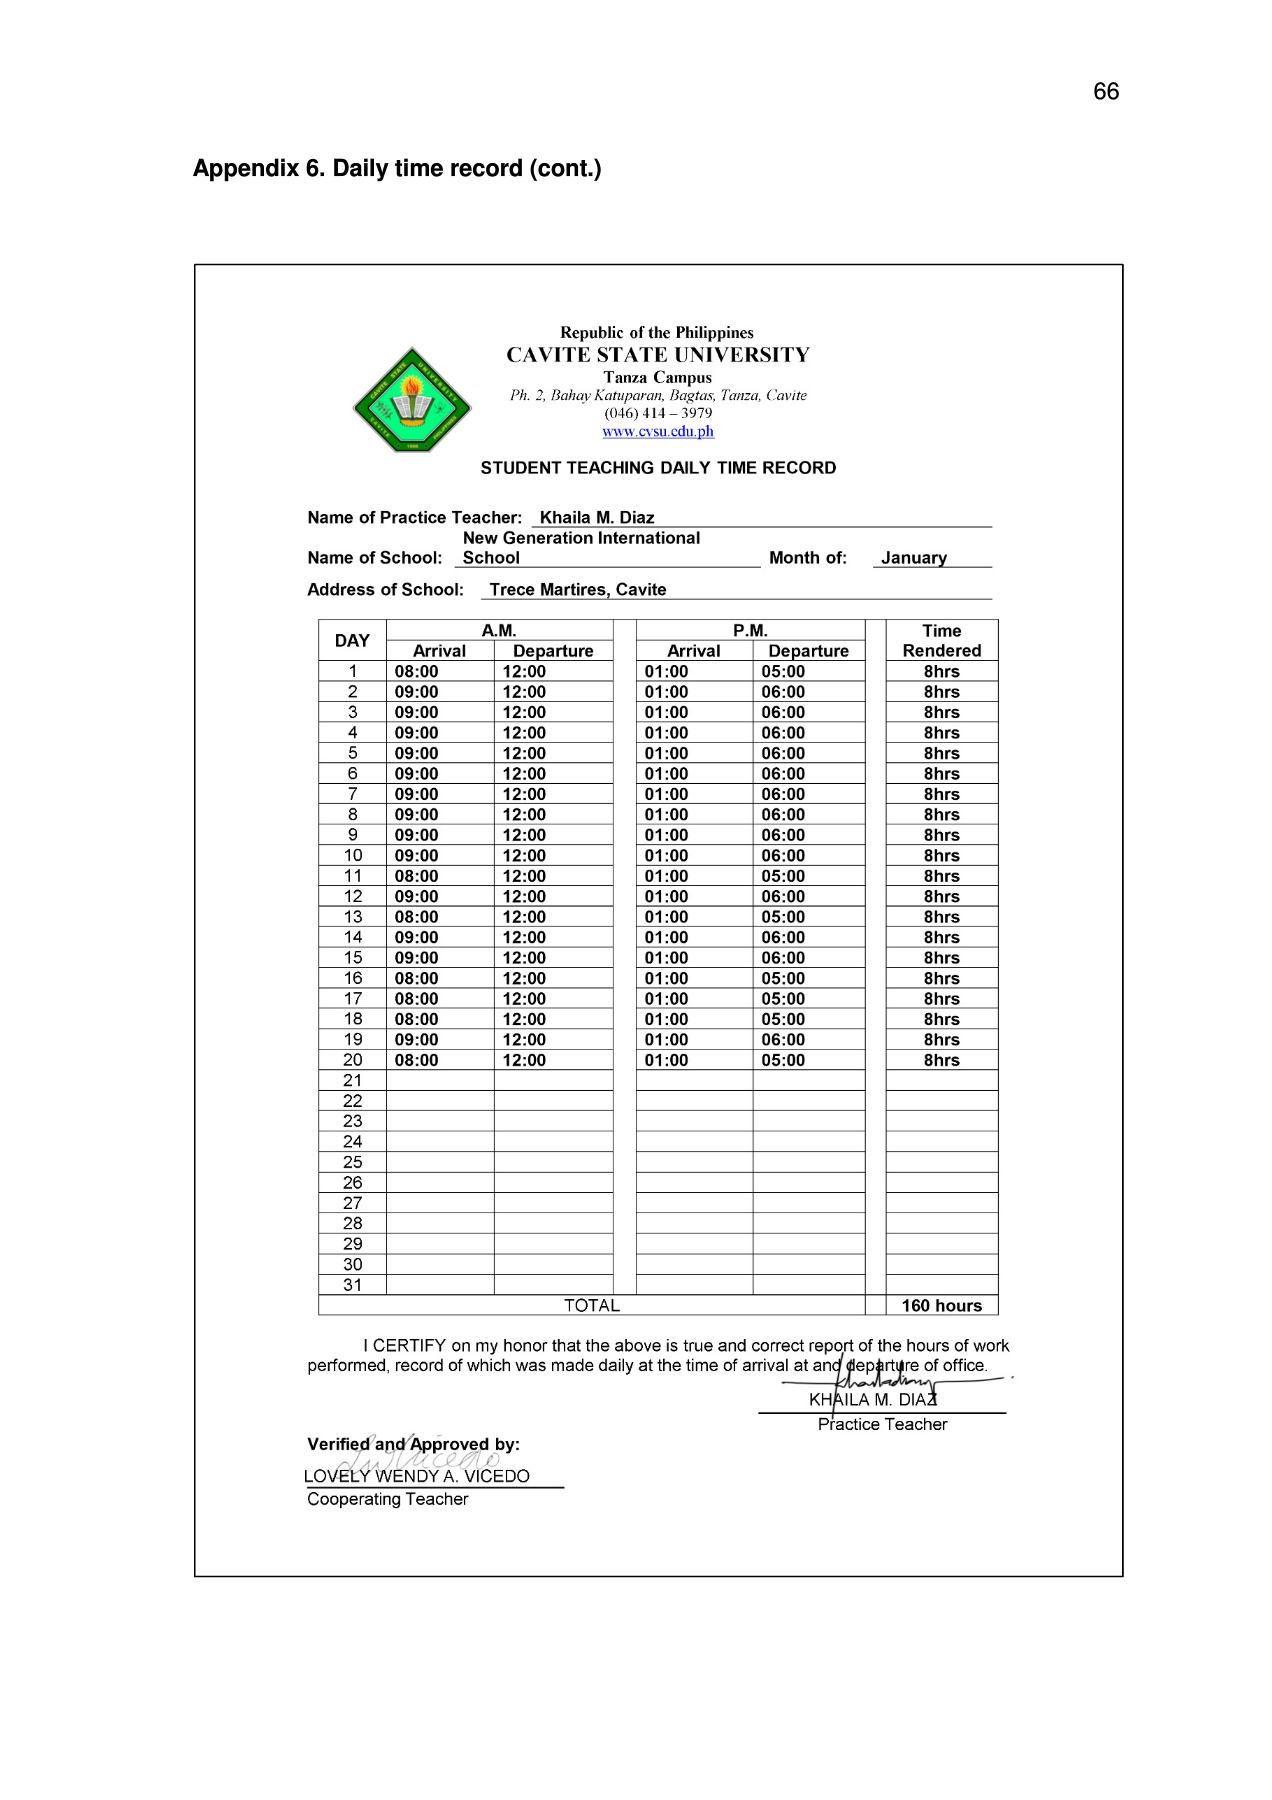 66
Appendix 6. Daily time record (cont.)
Republic of the Philippines
CAVITE STATE UNIVERSITY
Tanza Campus
Ph. 2, Bahay Katuparan, Bagtas, Tanza, Cavite
(046) 414 – 3979
www.cvsu.edu.ph
CAVITE STATE UNIVERSITY
CAVITE PHILIPPINES
1906
STUDENT TEACHING DAILY TIME RECORD
Name of Practice Teacher: Khaila M. Diaz
New Generation International
Name of School: School Month of: January
Address of School: Trece Martires, Cavite
DAY A.M. P.M. Time
Arrival Departure Arrival Departure Rendered
1 08:00 12:00 01:00 05:00 8hrs
2 09:00 12:00 01:00 06:00 8hrs
3 09:00 12:00 01:00 06:00 8hrs
4 09:00 12:00 01:00 06:00 8hrs
5 09:00 12:00 01:00 06:00 8hrs
6 09:00 12:00 01:00 06:00 8hrs
7 09:00 12:00 01:00 06:00 8hrs
8 09:00 12:00 01:00 06:00 8hrs
9 09:00 12:00 01:00 06:00 8hrs
10 09:00 12:00 01:00 06:00 8hrs
11 08:00 12:00 01:00 05:00 8hrs
12 09:00 12:00 01:00 06:00 8hrs
13 08:00 12:00 01:00 05:00 8hrs
14 09:00 12:00 01:00 06:00 8hrs
15 09:00 12:00 01:00 06:00 8hrs
16 08:00 12:00 01:00 05:00 8hrs
17 08:00 12:00 01:00 05:00 8hrs
18 08:00 12:00 01:00 05:00 8hrs
19 09:00 12:00 01:00 06:00 8hrs
20 08:00 12:00 01:00 05:00 8hrs
21
22
23
24
25
26
27
28
29
30
31
TOTAL 160 hours
I CERTIFY on my honor that the above is true and correct report of the hours of work
performed, record of which was made daily at the time of arrival at and departure of office.
KHAILA M. DIAZ
Practice Teacher
Verified and Approved by:
LOVELY WENDY A. VICEDO
Cooperating Teacher